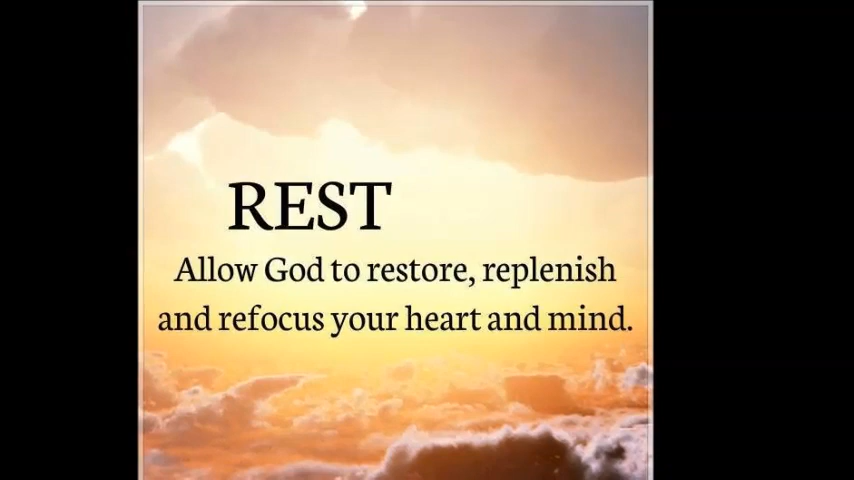 REST
Allow God to restore, replenish
and refocus your heart and mind.